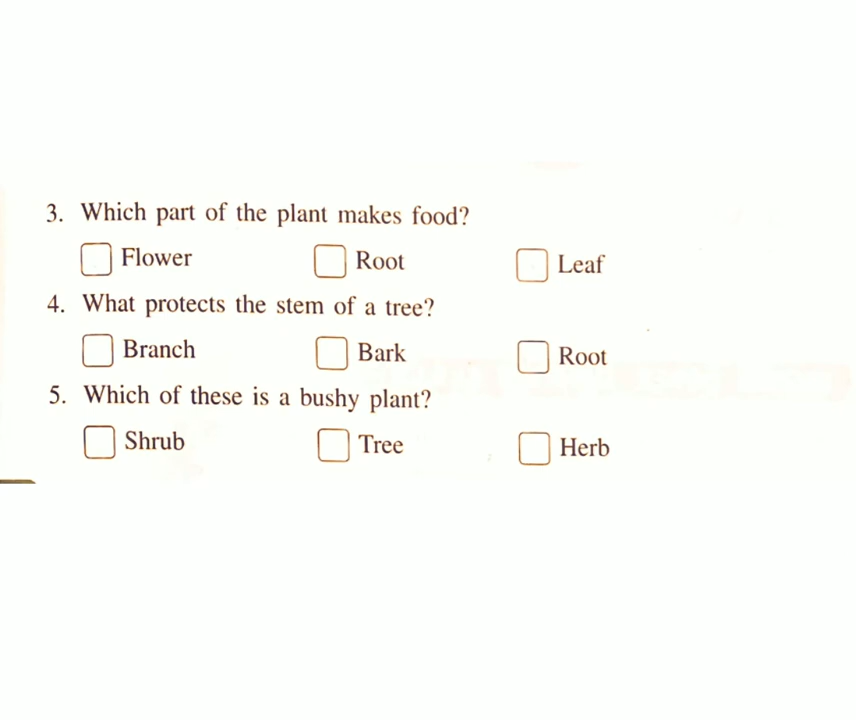 3. Which part of the plant makes food?
Flower Root Leaf
4. What protects the stem of a tree?
Branch Bark Root
5. Which of these is a bushy plant?
Shrub Tree Herb